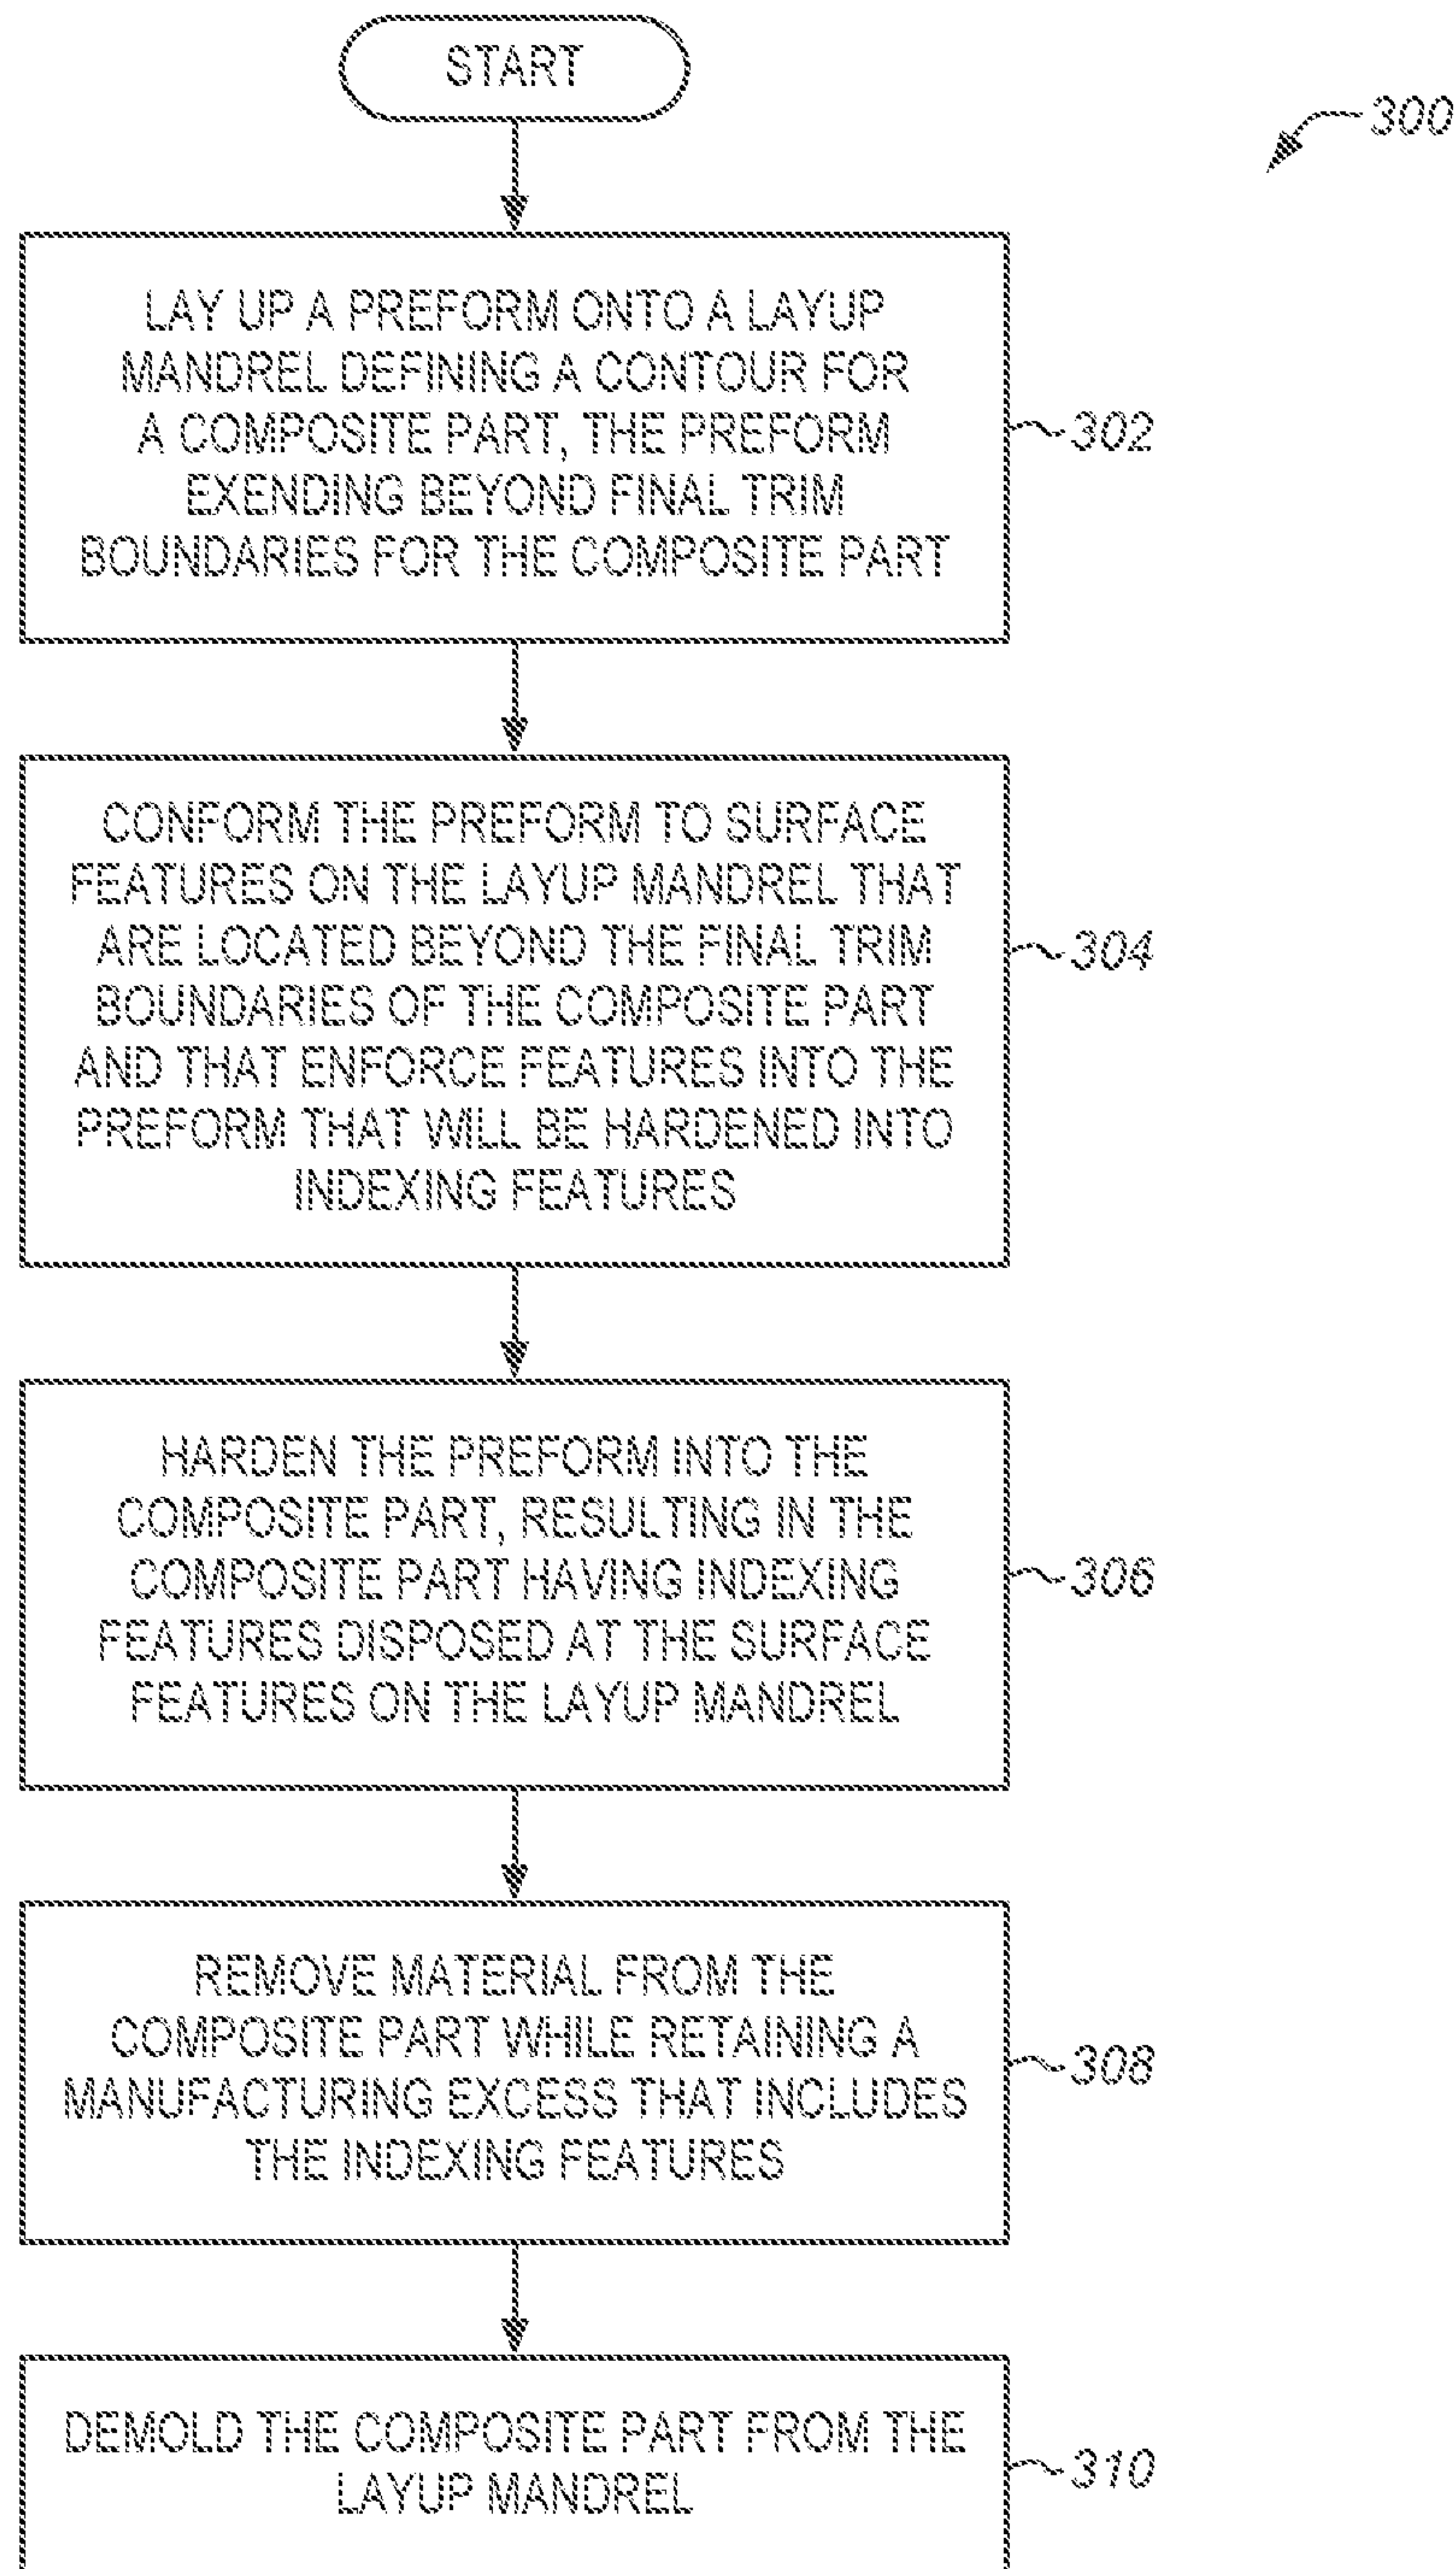 START
300
LAY UP A PREFORM ONTO A LAYUP
MANDREL DEFINING A CONTOUR FOR
A COMPOSITE PART, THE PREFORM
EXENDING BEYOND FINAL TRIM
BOUNDARIES FOR THE COMPOSITE PART
302
CONFORM THE PREFORM TO SURFACE
FEATURES ON THE LAYUP MANDREL THAT
ARE LOCATED BEYOND THE FINAL TRIM
BOUNDARIES OF THE COMPOSITE PART
AND THAT ENFORCE FEATURES INTO THE
PREFORM THAT WILL BE HARDENED INTO
INDEXING FEATURES
304
HARDEN THE PREFORM INTO THE
COMPOSITE PART, RESULTING IN THE
COMPOSITE PART HAVING INDEXING
FEATURES DISPOSED AT THE SURFACE
FEATURES ON THE LAYUP MANDREL
306
REMOVE MATERIAL FROM THE
COMPOSITE PART WHILE RETAINING A
MANUFACTURING EXCESS THAT INCLUDES
THE INDEXING FEATURES
308
DEMOLD THE COMPOSITE PART FROM THE
LAYUP MANDREL
310